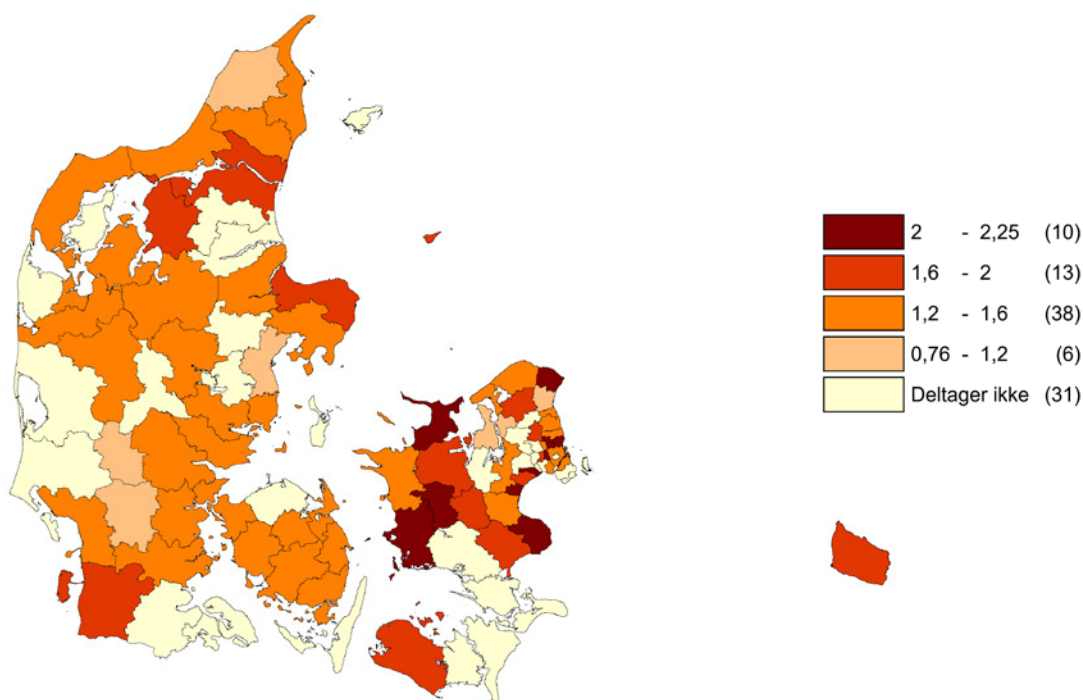 2 - 2,25 (10)
1,6 - 2 (13)
1,2 - 1,6 (38)
0,76 - 1,2 (6)
Deltager ikke (31)